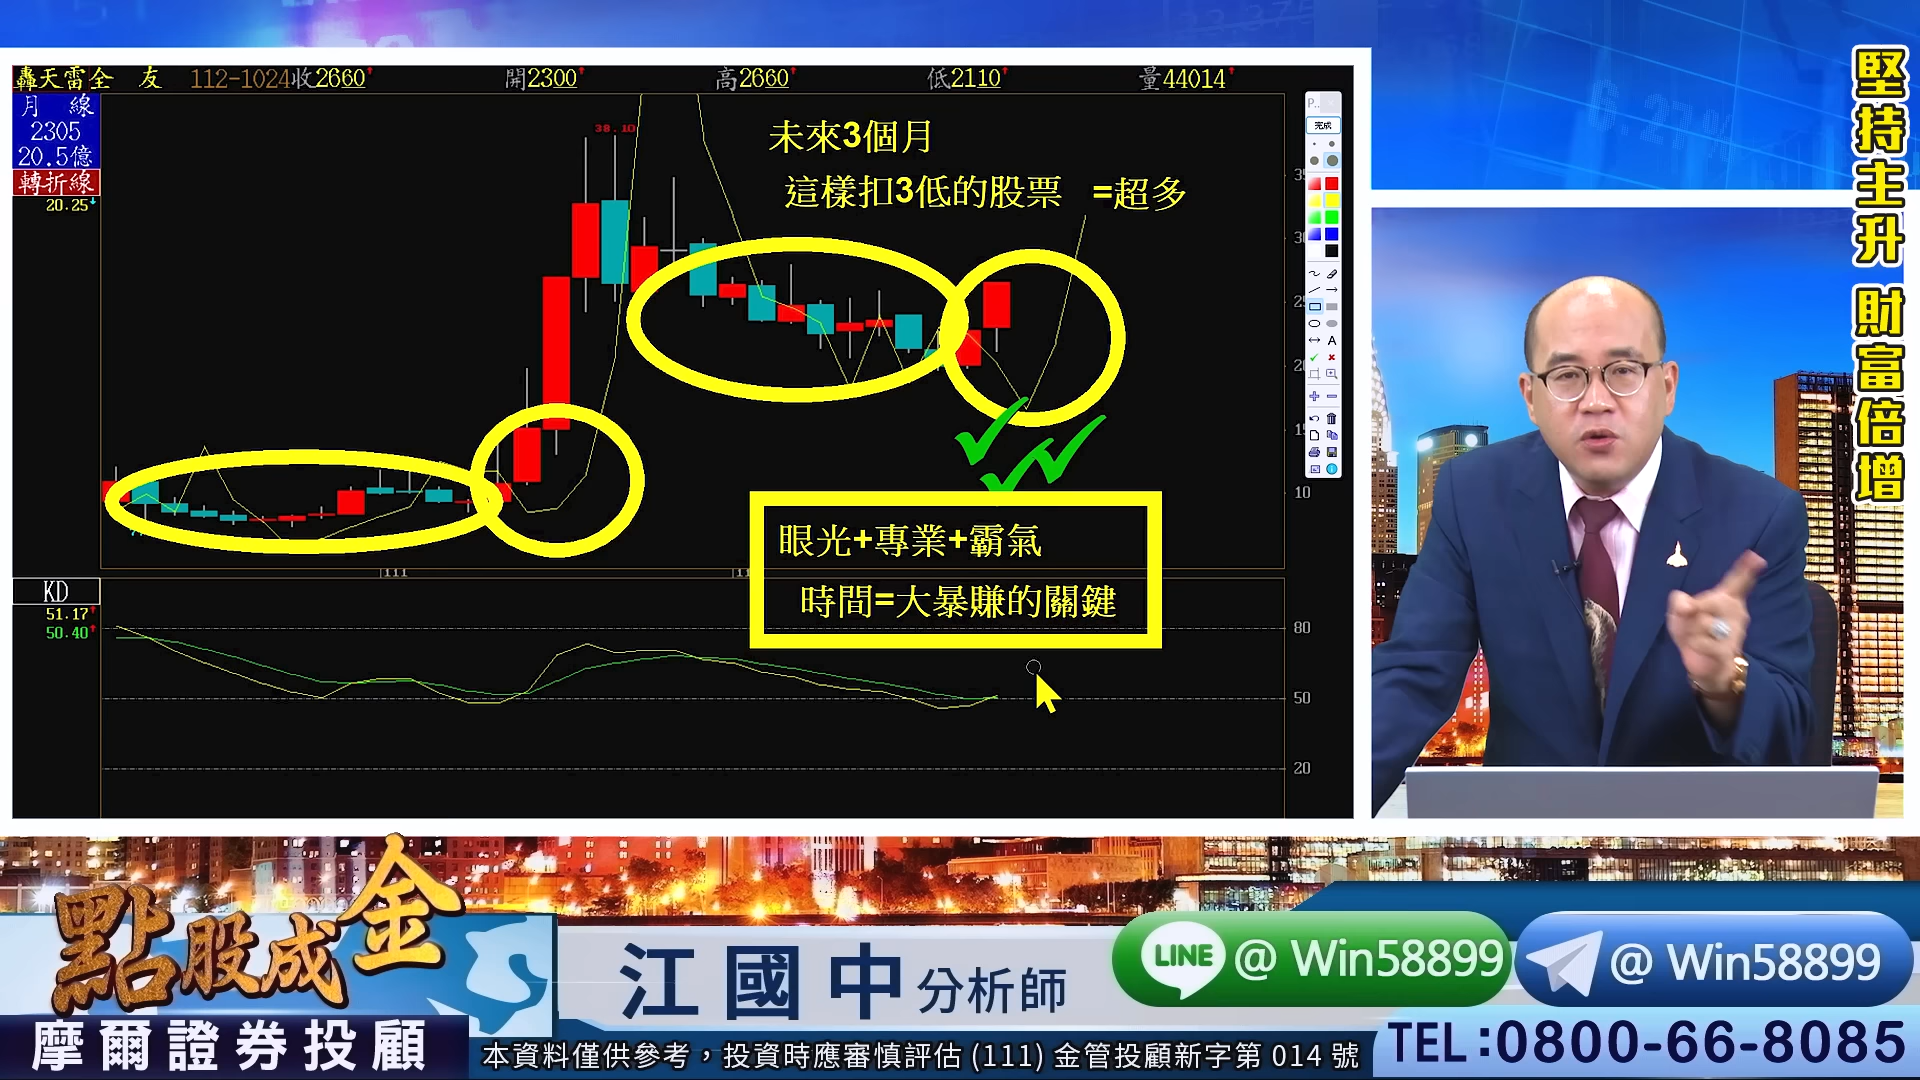 轟天雷全 友 112-1024收2660 開2300 高2660 低2110 量44014
月 線
2305
20.5億
轉折線
20.25
38.10
未來3個月
這樣扣3低的股票 =超多
P..
完成
A
10
111
眼光+專業+霸氣
時間=大暴賺的關鍵
KD
51.17
50.40
80
50
20
堅持主升 財富倍增
點股成金
摩爾證券投顧
江國中 分析師
LINE @ Win58899
@ Win58899
TEL:0800-66-8085
本資料僅供參考，投資時應審慎評估 (111) 金管投顧新字第 014 號